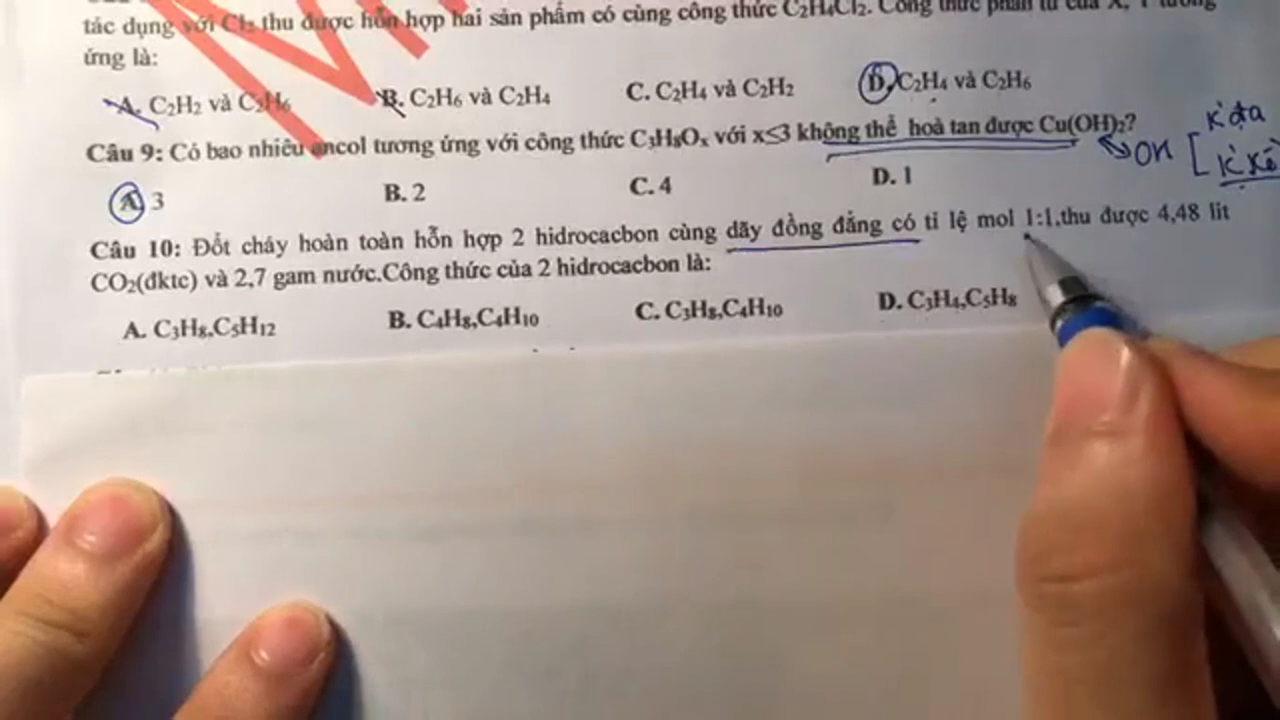 tác dụng với Cl₂ thu được hỗn hợp hai sản phẩm có cùng công thức C₂H₄Cl₂. Công thức phân tử của X, Y tương
ứng là:
A. C₂H₂ và C₂H₆ B. C₂H₆ và C₂H₄ C. C₂H₄ và C₂H₂ D. C₂H₄ và C₂H₆
Câu 9: Có bao nhiêu ancol tương ứng với công thức C₃H₈Oₓ với x≤3 không thể hoà tan được Cu(OH)₂?
k' đa
OH [ k' kề
A. 3 B. 2 C. 4 D. 1
Câu 10: Đốt cháy hoàn toàn hỗn hợp 2 hidrocacbon cùng dãy đồng đẳng có tỉ lệ mol 1:1,thu được 4,48 lit
CO₂(đktc) và 2,7 gam nước.Công thức của 2 hidrocacbon là:
A. C₃H₈,C₅H₁₂ B. C₄H₈,C₄H₁₀ C. C₃H₈,C₄H₁₀ D. C₃H₄,C₅H₈